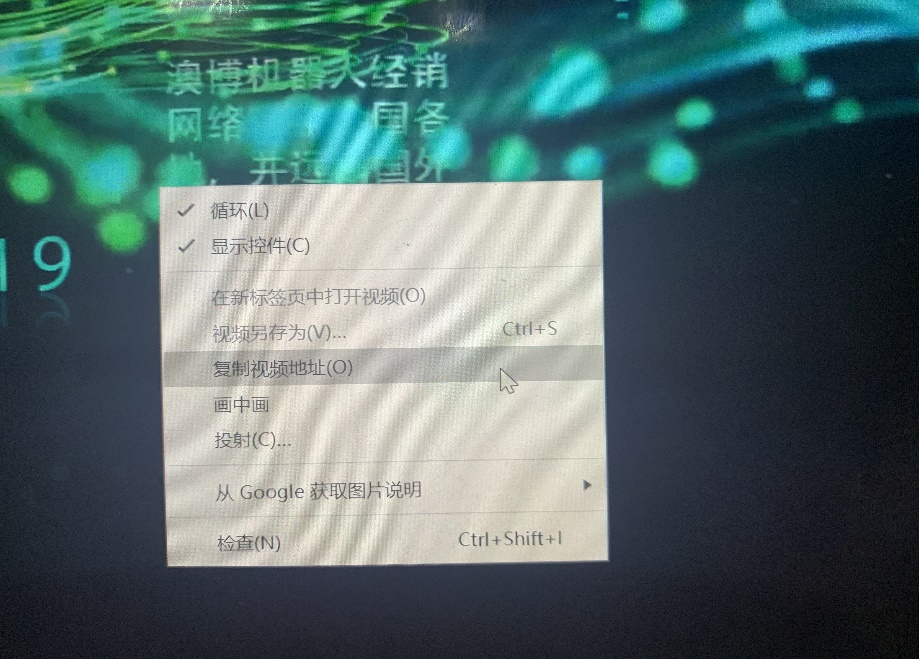 澳博机器人经销
网络 国各
，并远 国外
19
循环(L)
显示控件(C)
在新标签页中打开视频(O)
视频另存为(V)... Ctrl+S
复制视频地址(O)
画中画
投射(C)...
从 Google 获取图片说明
检查(N) Ctrl+Shift+I